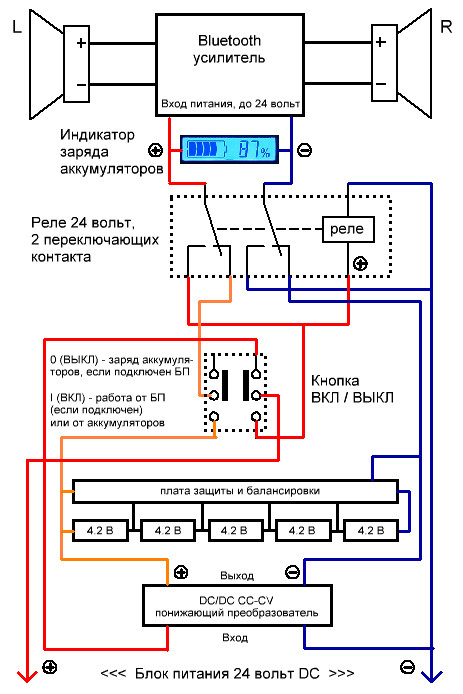 L
R
Bluetooth
усилитель
+
−
+
−
Вход питания, до 24 вольт
Индикатор
заряда
аккумуляторов
+
87%
−
Реле 24 вольт,
2 переключающих
контакта
реле
+
0 (ВЫКЛ) - заряд аккумуля-
торов, если подключен БП
I (ВКЛ) - работа от БП
(если подключен)
или от аккумуляторов
Кнопка
ВКЛ / ВЫКЛ
плата защиты и балансировки
4.2 В
4.2 В
4.2 В
4.2 В
4.2 В
+
Выход
−
DC/DC CC-CV
понижающий преобразователь
Вход
+
<<< Блок питания 24 вольт DC >>>
−